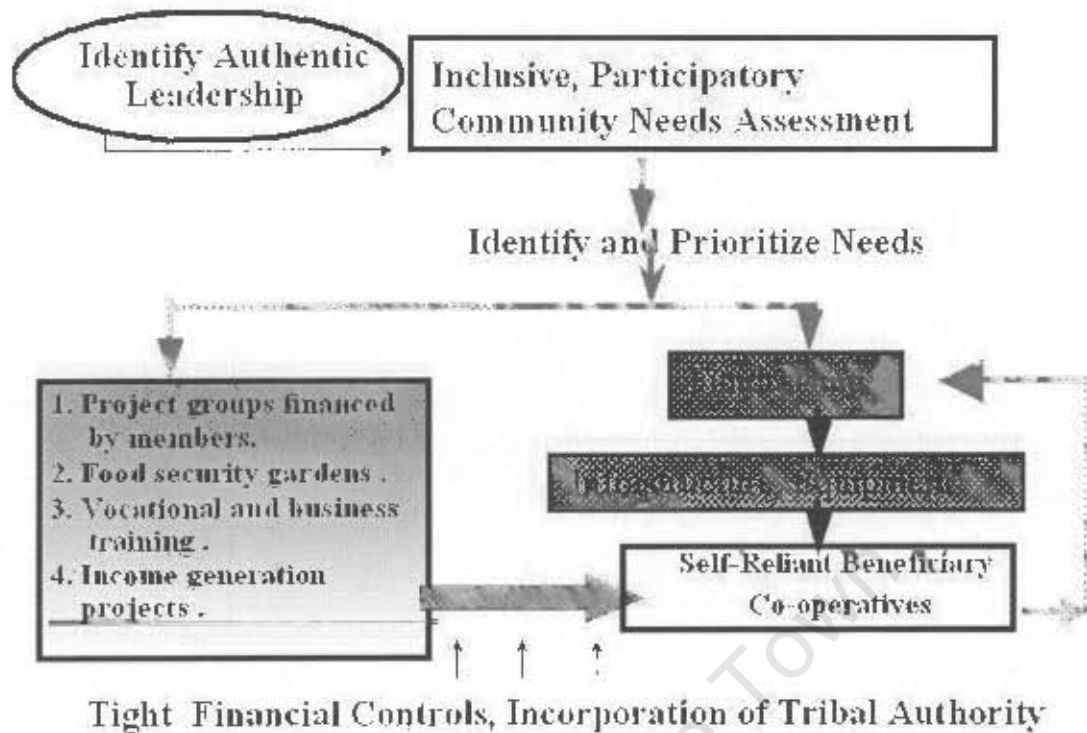 Identify Authentic
Leadership
Inclusive, Participatory
Community Needs Assessment
Identify and Prioritize Needs
1. Project groups financed
by members.
2. Food security gardens .
3. Vocational and business
training .
4. Income generation
projects .
Self-Reliant Beneficiary
Co-operatives
Tight Financial Controls, Incorporation of Tribal Authority
Town